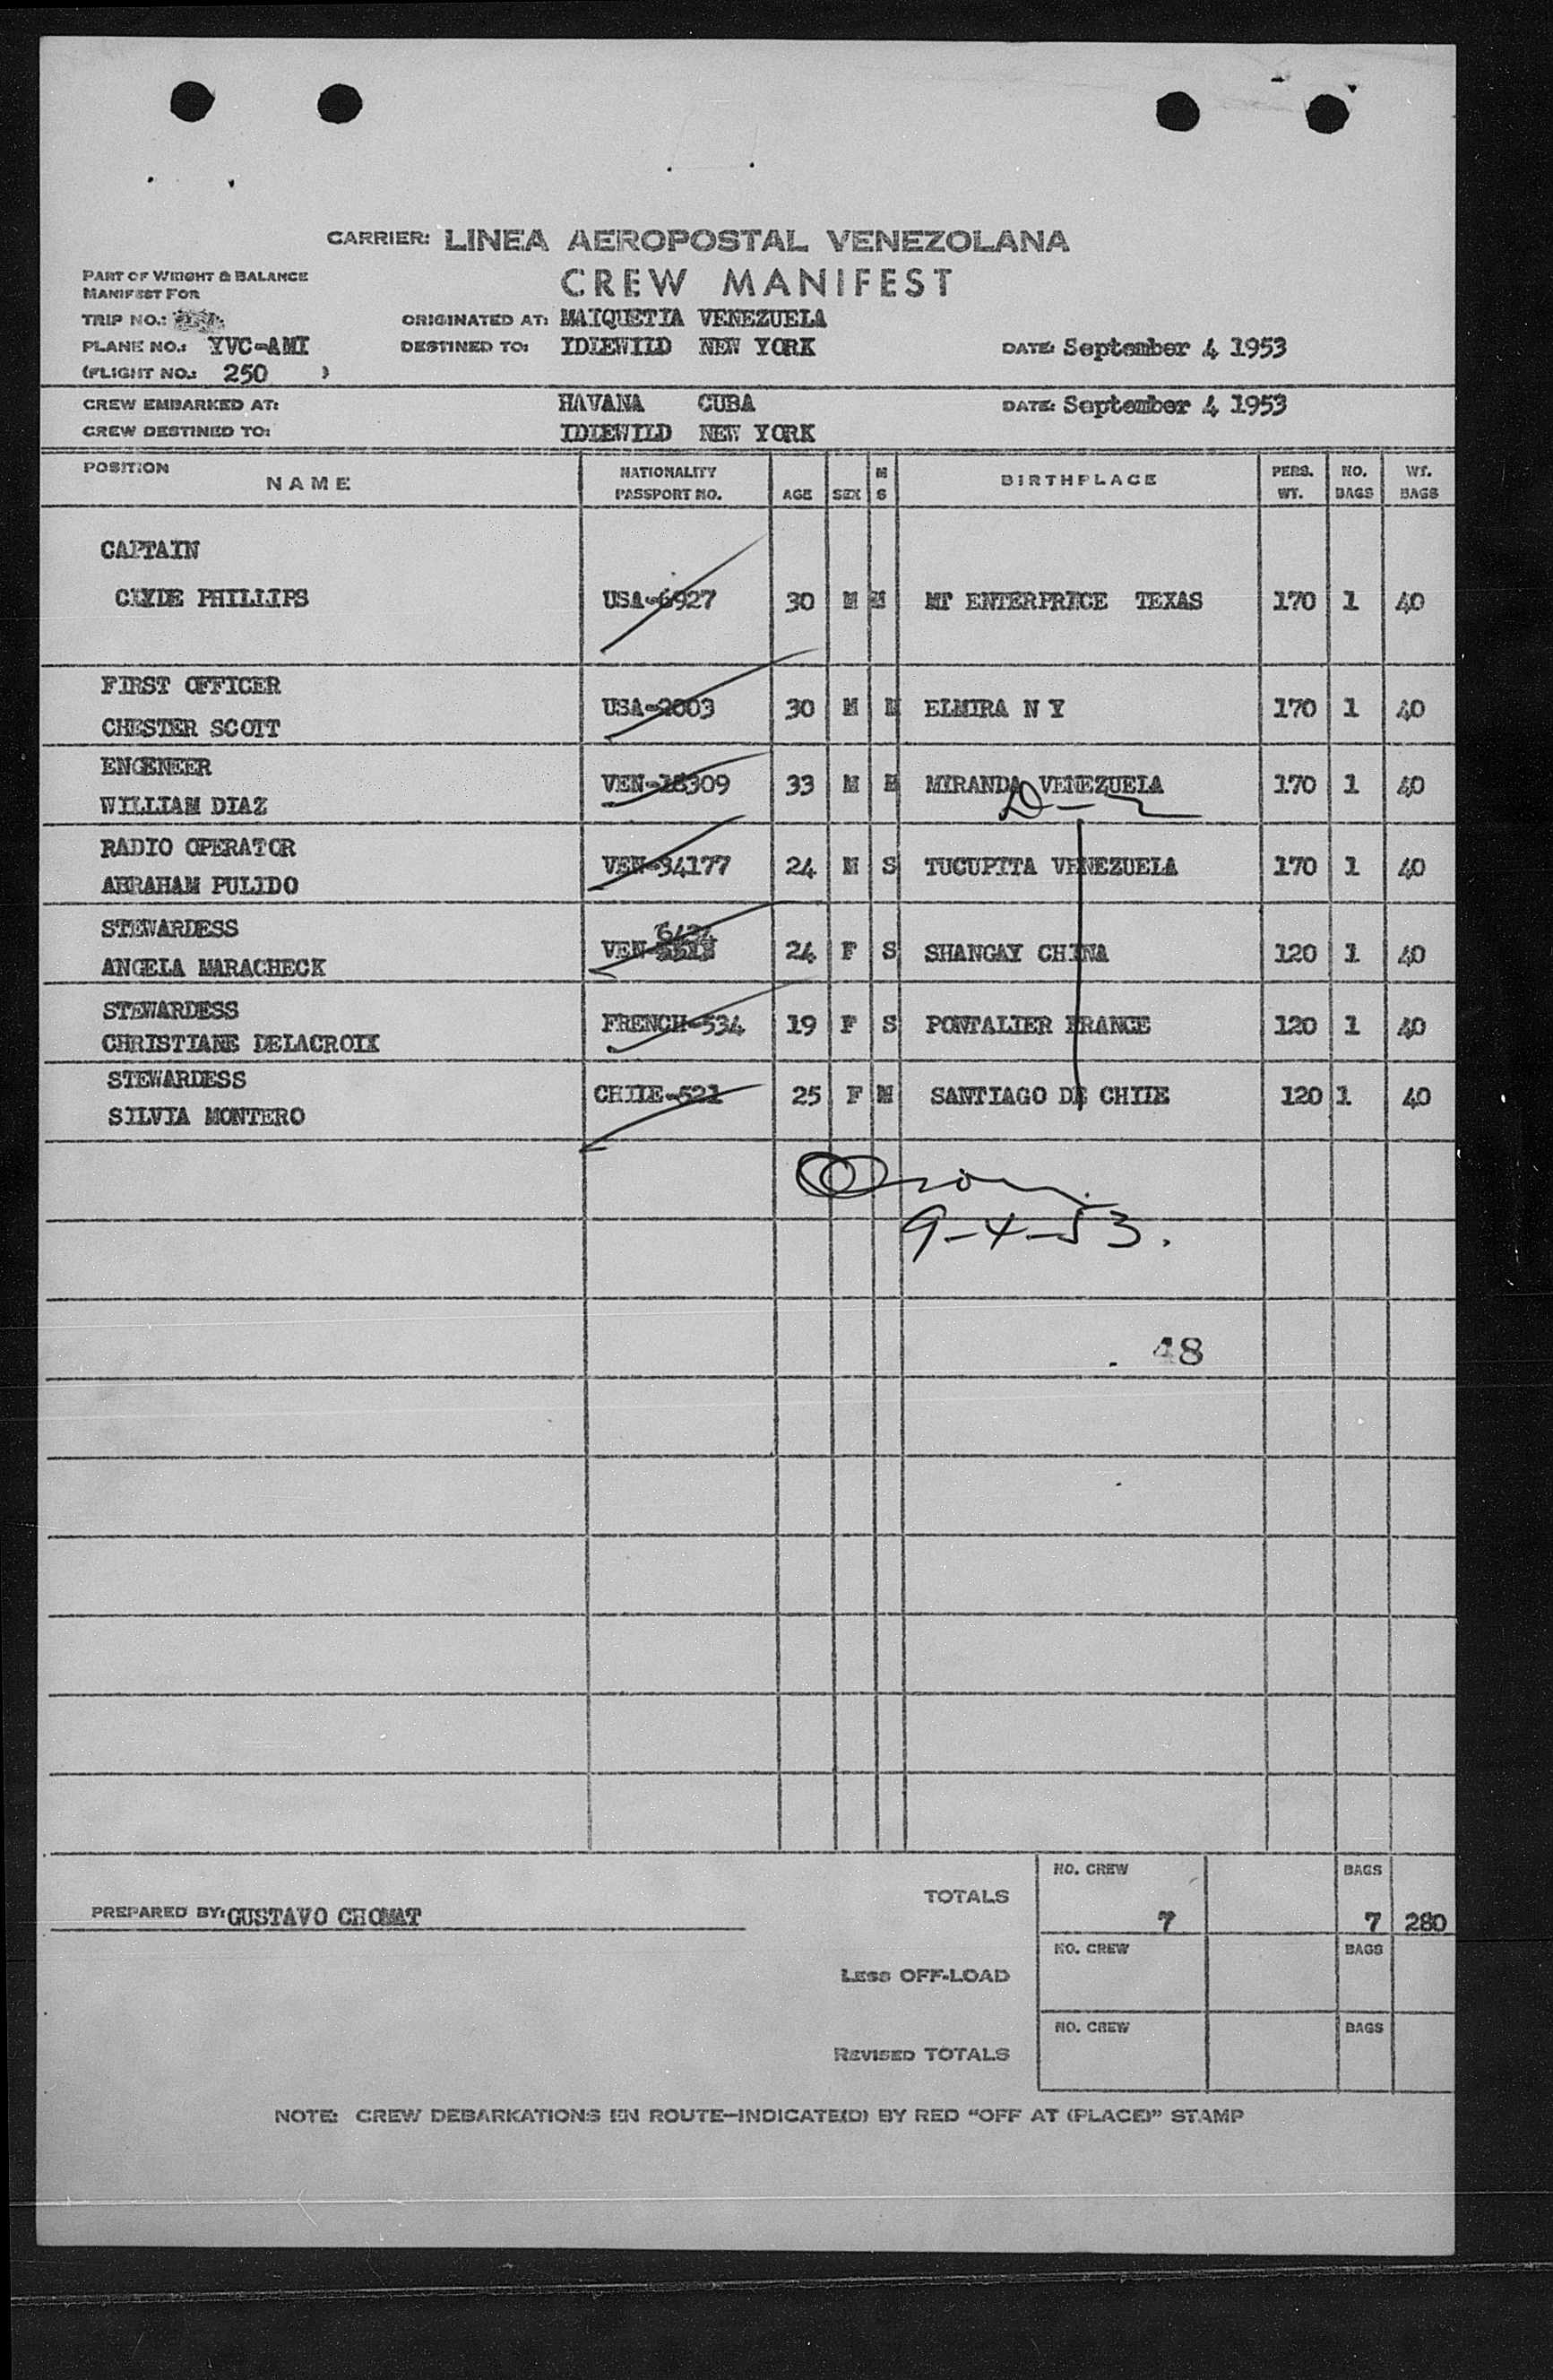 CARRIER: LINEA AEROPOSTAL VENEZOLANA
PART OF WEIGHT & BALANCE
MANIFEST FOR
CREW MANIFEST
TRIP NO.:
ORIGINATED AT: MAIQUETIA VENEZUELA
PLANE NO.: YVC-AMI
DESTINED TO: IDLEWILD NEW YORK
DATE: September 4 1953
(FLIGHT NO.: 250 )
CREW EMBARKED AT: HAVANA CUBA
DATE: September 4 1953
CREW DESTINED TO: IDLEWILD NEW YORK
POSITION NAME NATIONALITY PASSPORT NO. AGE SEX M S BIRTHPLACE PERS. WT. NO. BAGS WT. BAGS
CAPTAIN
CLYDE PHILLIPS USA-6927 30 M M MT ENTERPRICE TEXAS 170 1 40
FIRST OFFICER
CHESTER SCOTT USA-2003 30 M M ELMIRA N Y 170 1 40
ENGENEER
WILLIAM DIAZ VEN-18309 33 M M MIRANDA VENEZUELA 170 1 40
RADIO OPERATOR
ABRAHAM PULIDO VEN-34177 24 M S TUCUPITA VENEZUELA 170 1 40
STEWARDESS
ANGELA MARACHECK VEN- 6424 24 F S SHANGAY CHINA 120 1 40
STEWARDESS
CHRISTIANE DELACROIX FRENCH-534 19 F S PONTALIER FRANCE 120 1 40
STEWARDESS
SILVIA MONTERO CHILE-521 25 F M SANTIAGO DE CHILE 120 1 40
9-4-53.
48
NO. CREW BAGS
TOTALS
PREPARED BY: GUSTAVO CHOMAT 7 7 280
NO. CREW BAGS
LESS OFF-LOAD
NO. CREW BAGS
REVISED TOTALS
NOTE: CREW DEBARKATIONS EN ROUTE—INDICATE(D) BY RED "OFF AT (PLACE)" STAMP